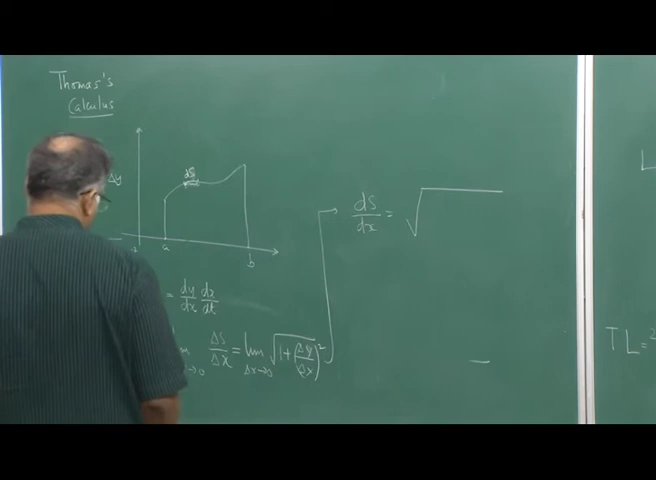 Thomas's
Calculus
Δy
ds
a
b
= dy/dx dx/dt
ΔS/Δx = lim Δx→0 √(1+(Δy/Δx)²)
dS/dx = √
TL=